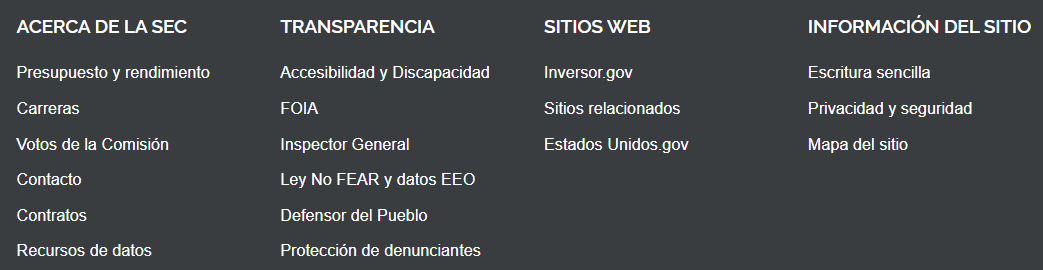 ACERCA DE LA SEC
Presupuesto y rendimiento
Carreras
Votos de la Comisión
Contacto
Contratos
Recursos de datos
TRANSPARENCIA
Accesibilidad y Discapacidad
FOIA
Inspector General
Ley No FEAR y datos EEO
Defensor del Pueblo
Protección de denunciantes
SITIOS WEB
Inversor.gov
Sitios relacionados
Estados Unidos.gov
INFORMACIÓN DEL SITIO
Escritura sencilla
Privacidad y seguridad
Mapa del sitio